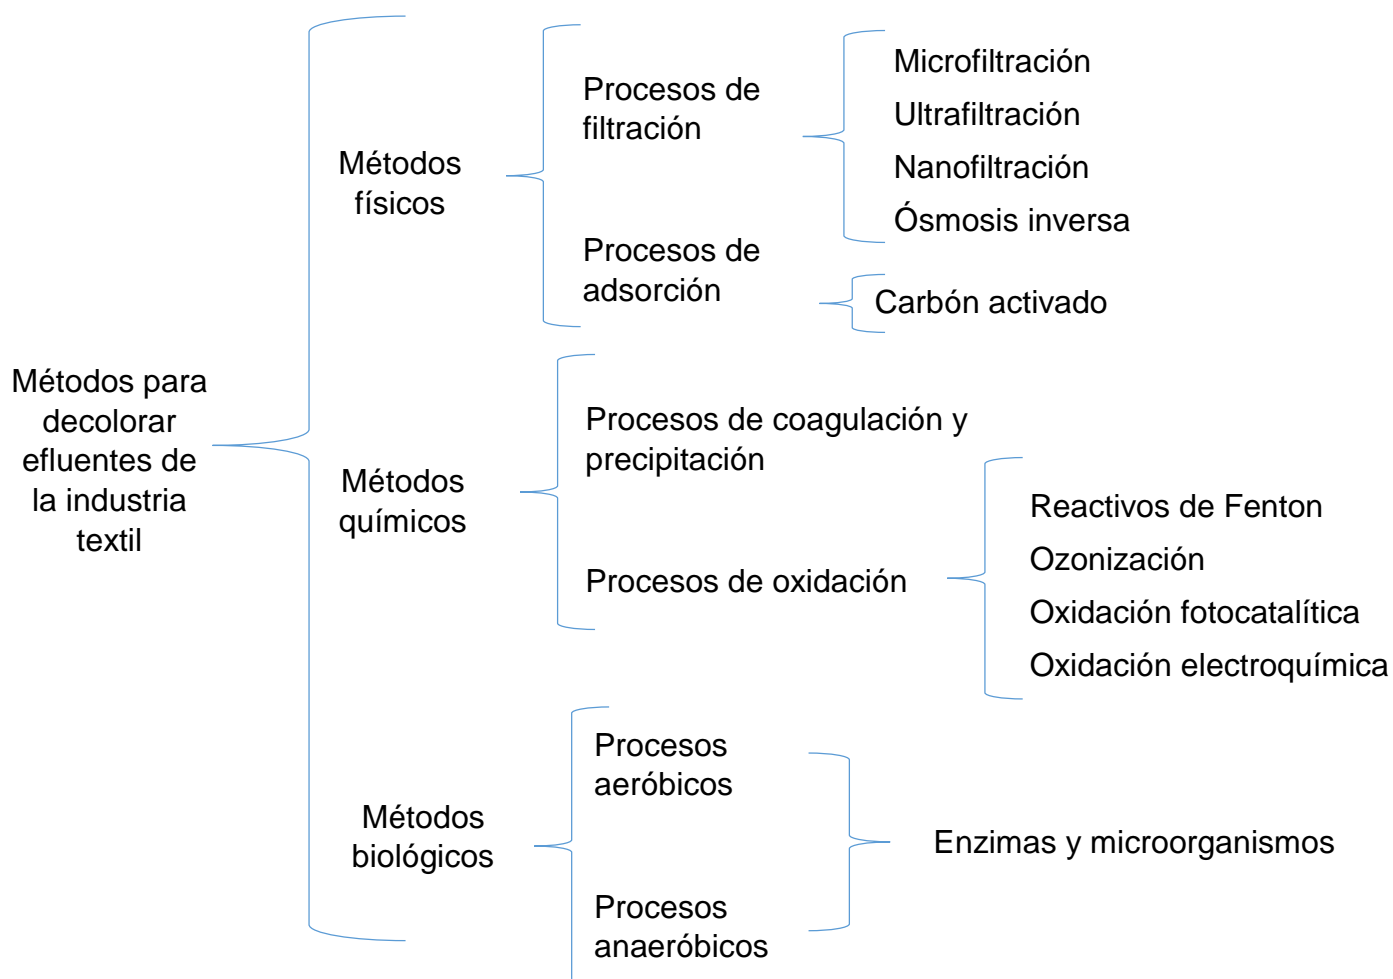 Métodos para
decolorar
efluentes de
la industria
textil
Métodos
físicos
Procesos de
filtración
Microfiltración
Ultrafiltración
Nanofiltración
Ósmosis inversa
Procesos de
adsorción
Carbón activado
Métodos
químicos
Procesos de coagulación y
precipitación
Procesos de oxidación
Reactivos de Fenton
Ozonización
Oxidación fotocatalítica
Oxidación electroquímica
Métodos
biológicos
Procesos
aeróbicos
Procesos
anaeróbicos
Enzimas y microorganismos